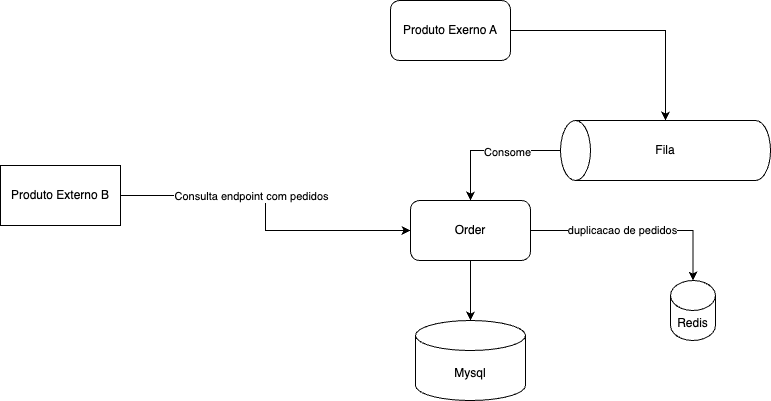 Produto Exerno A
Fila
Consome
Produto Externo B
Consulta endpoint com pedidos
Order
duplicacao de pedidos
Redis
Mysql